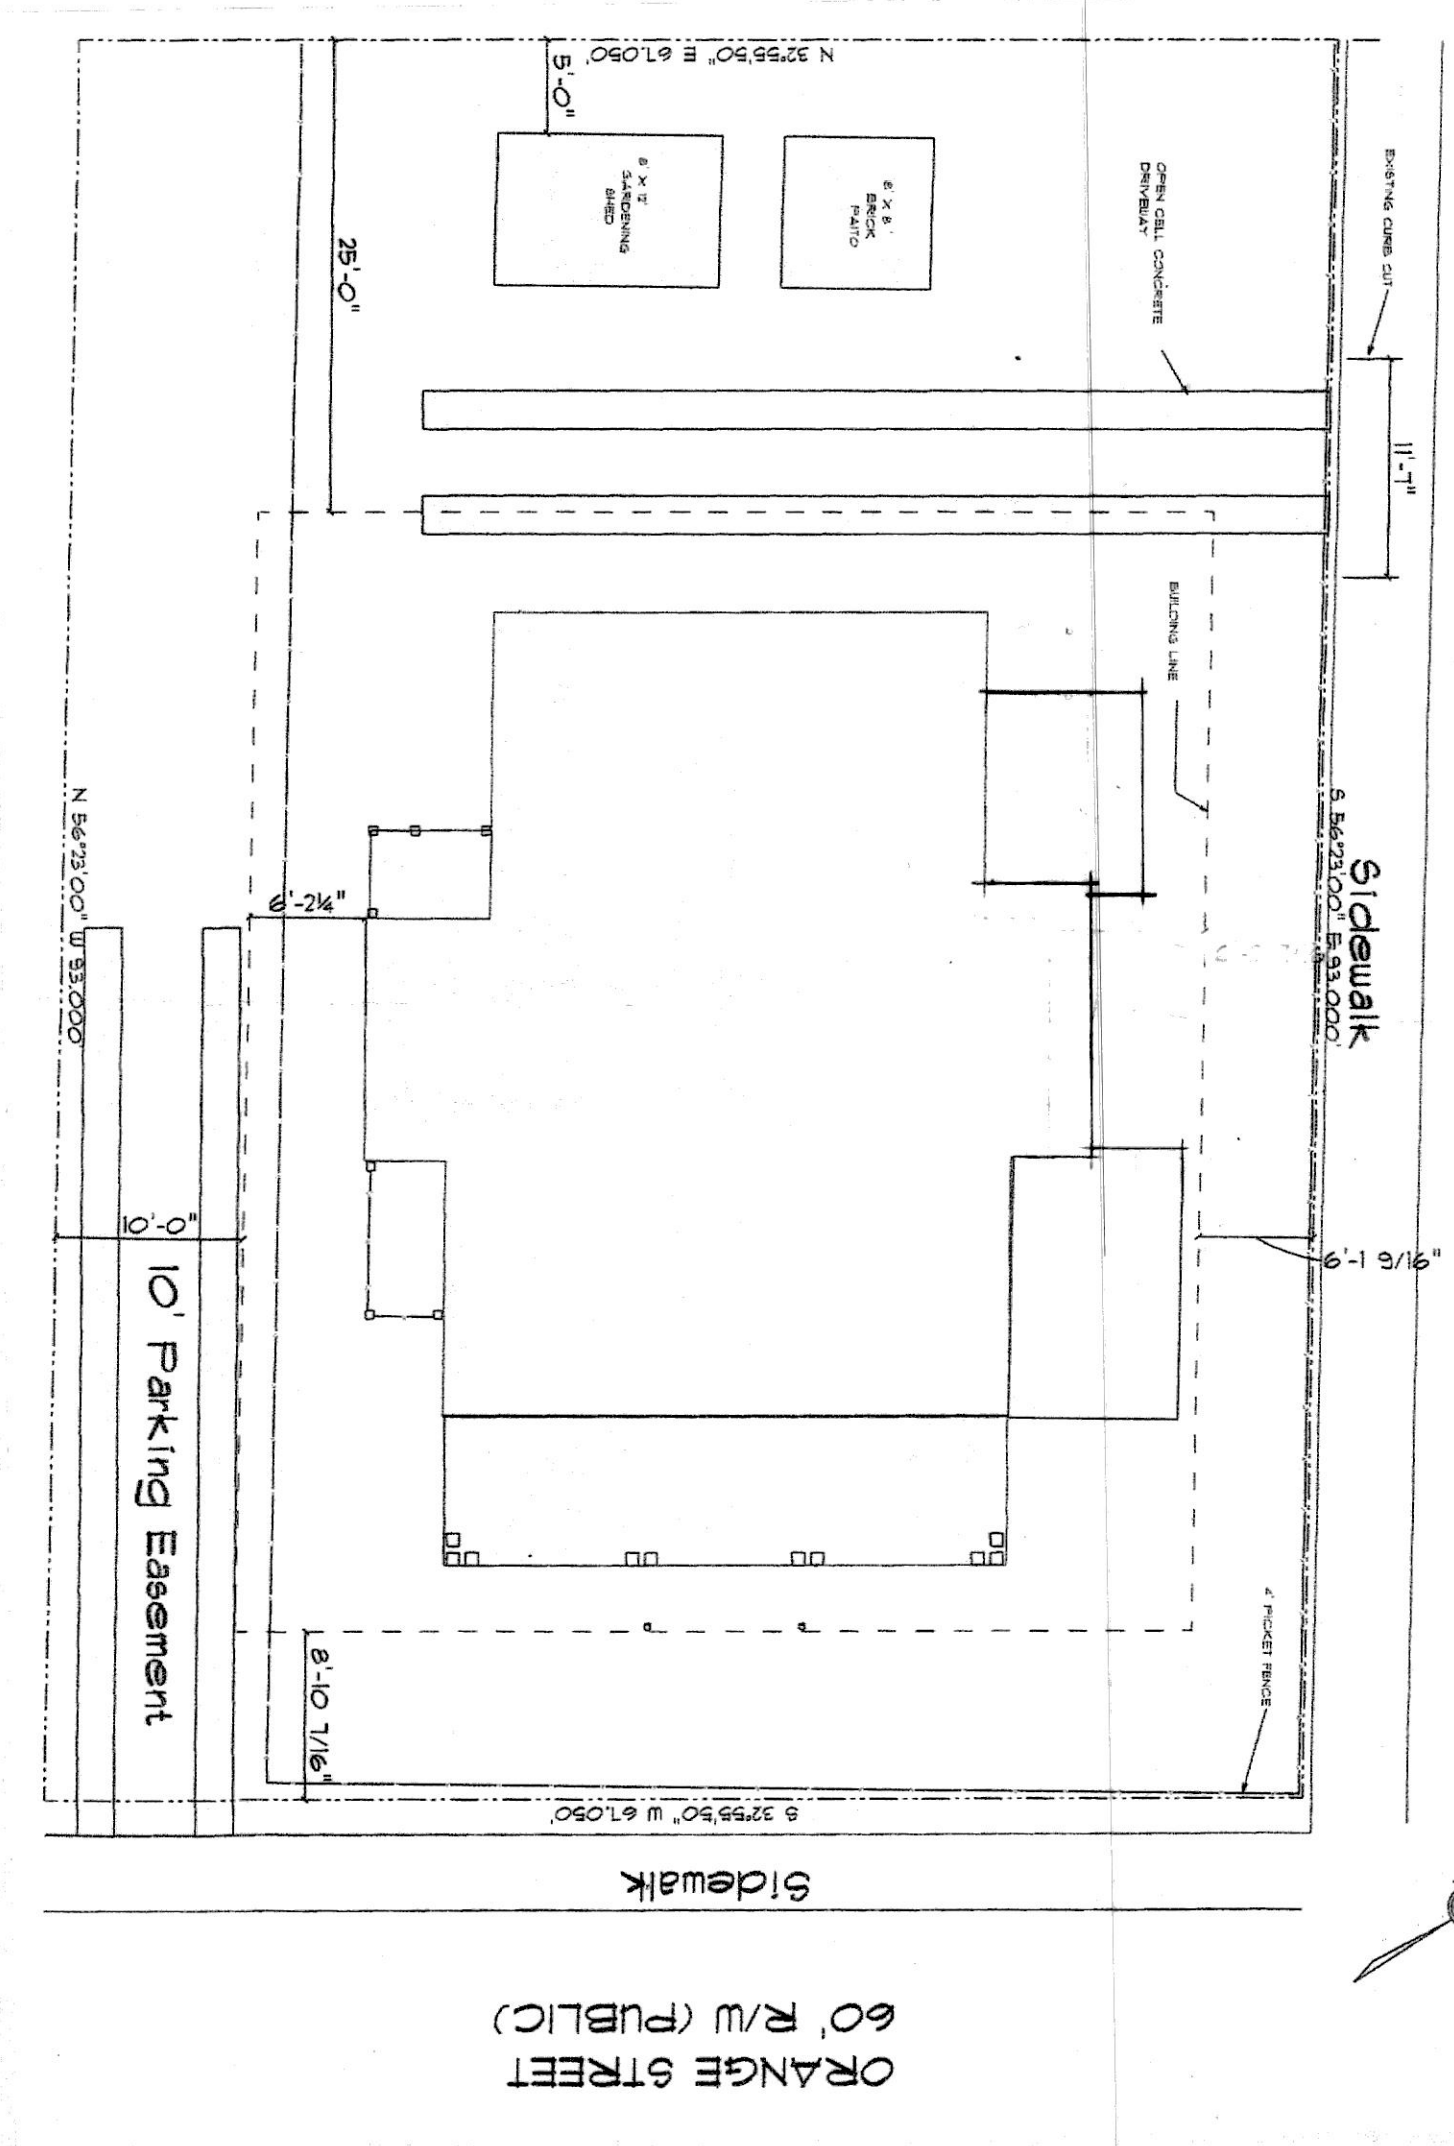 N 32°55'50" E 67.050'
5'-0"
8' X 12'
GARDENING
SHED
8' X 8'
BRICK
PAITO
OPEN CELL CONCRETE
DRIVEWAY
EXISTING CURB CUT
25'-0"
11'-7"
BUILDING LINE
N 56°23'00" W 93.000'
S 56°23'00" E 93.000'
Sidewalk
6'-2¼"
10'-0"
10' Parking Easement
6'-1 9/16"
4' PICKET FENCE
8'-10 7/16"
S 32°55'50" W 67.050'
Sidewalk
ORANGE STREET
60' R/W (PUBLIC)